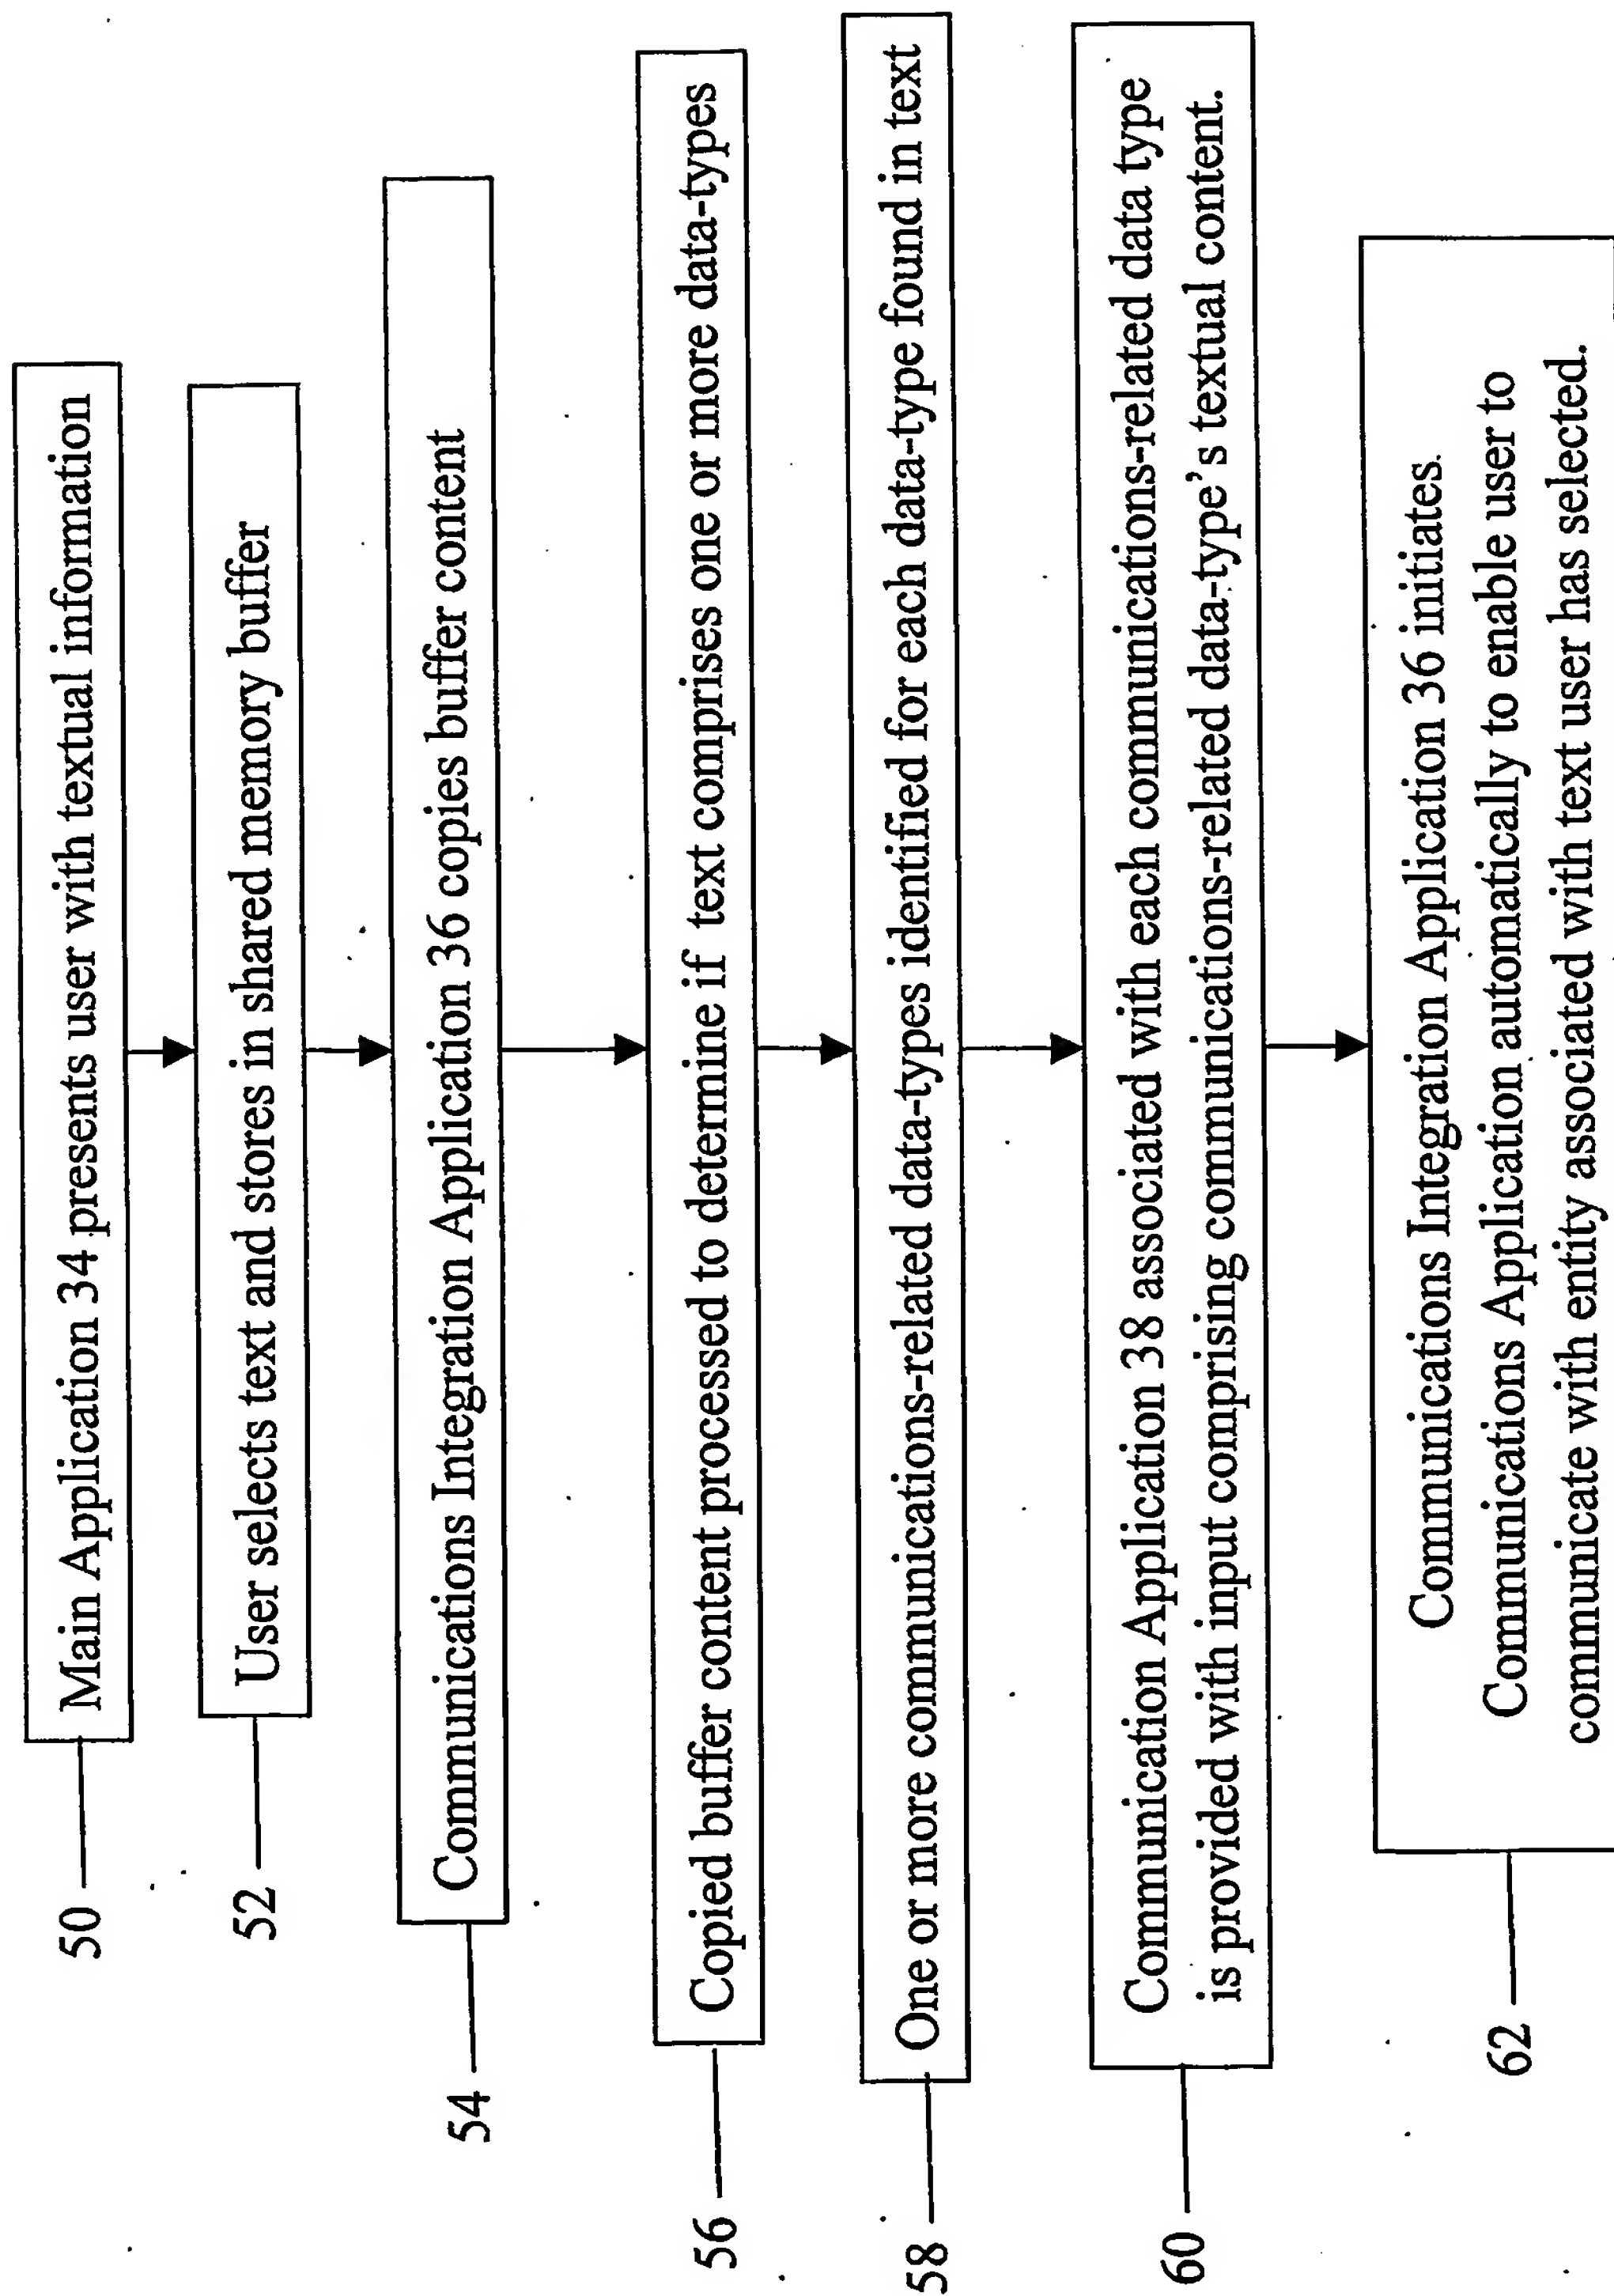 50
Main Application 34 presents user with textual information
52
User selects text and stores in shared memory buffer
54
Communications Integration Application 36 copies buffer content
56
Copied buffer content processed to determine if text comprises one or more data-types
58
One or more communications-related data-types identified for each data-type found in text
60
Communication Application 38 associated with each communications-related data type
is provided with input comprising communications-related data-type's textual content.
62
Communications Integration Application 36 initiates.
Communications Application automatically to enable user to
communicate with entity associated with text user has selected.